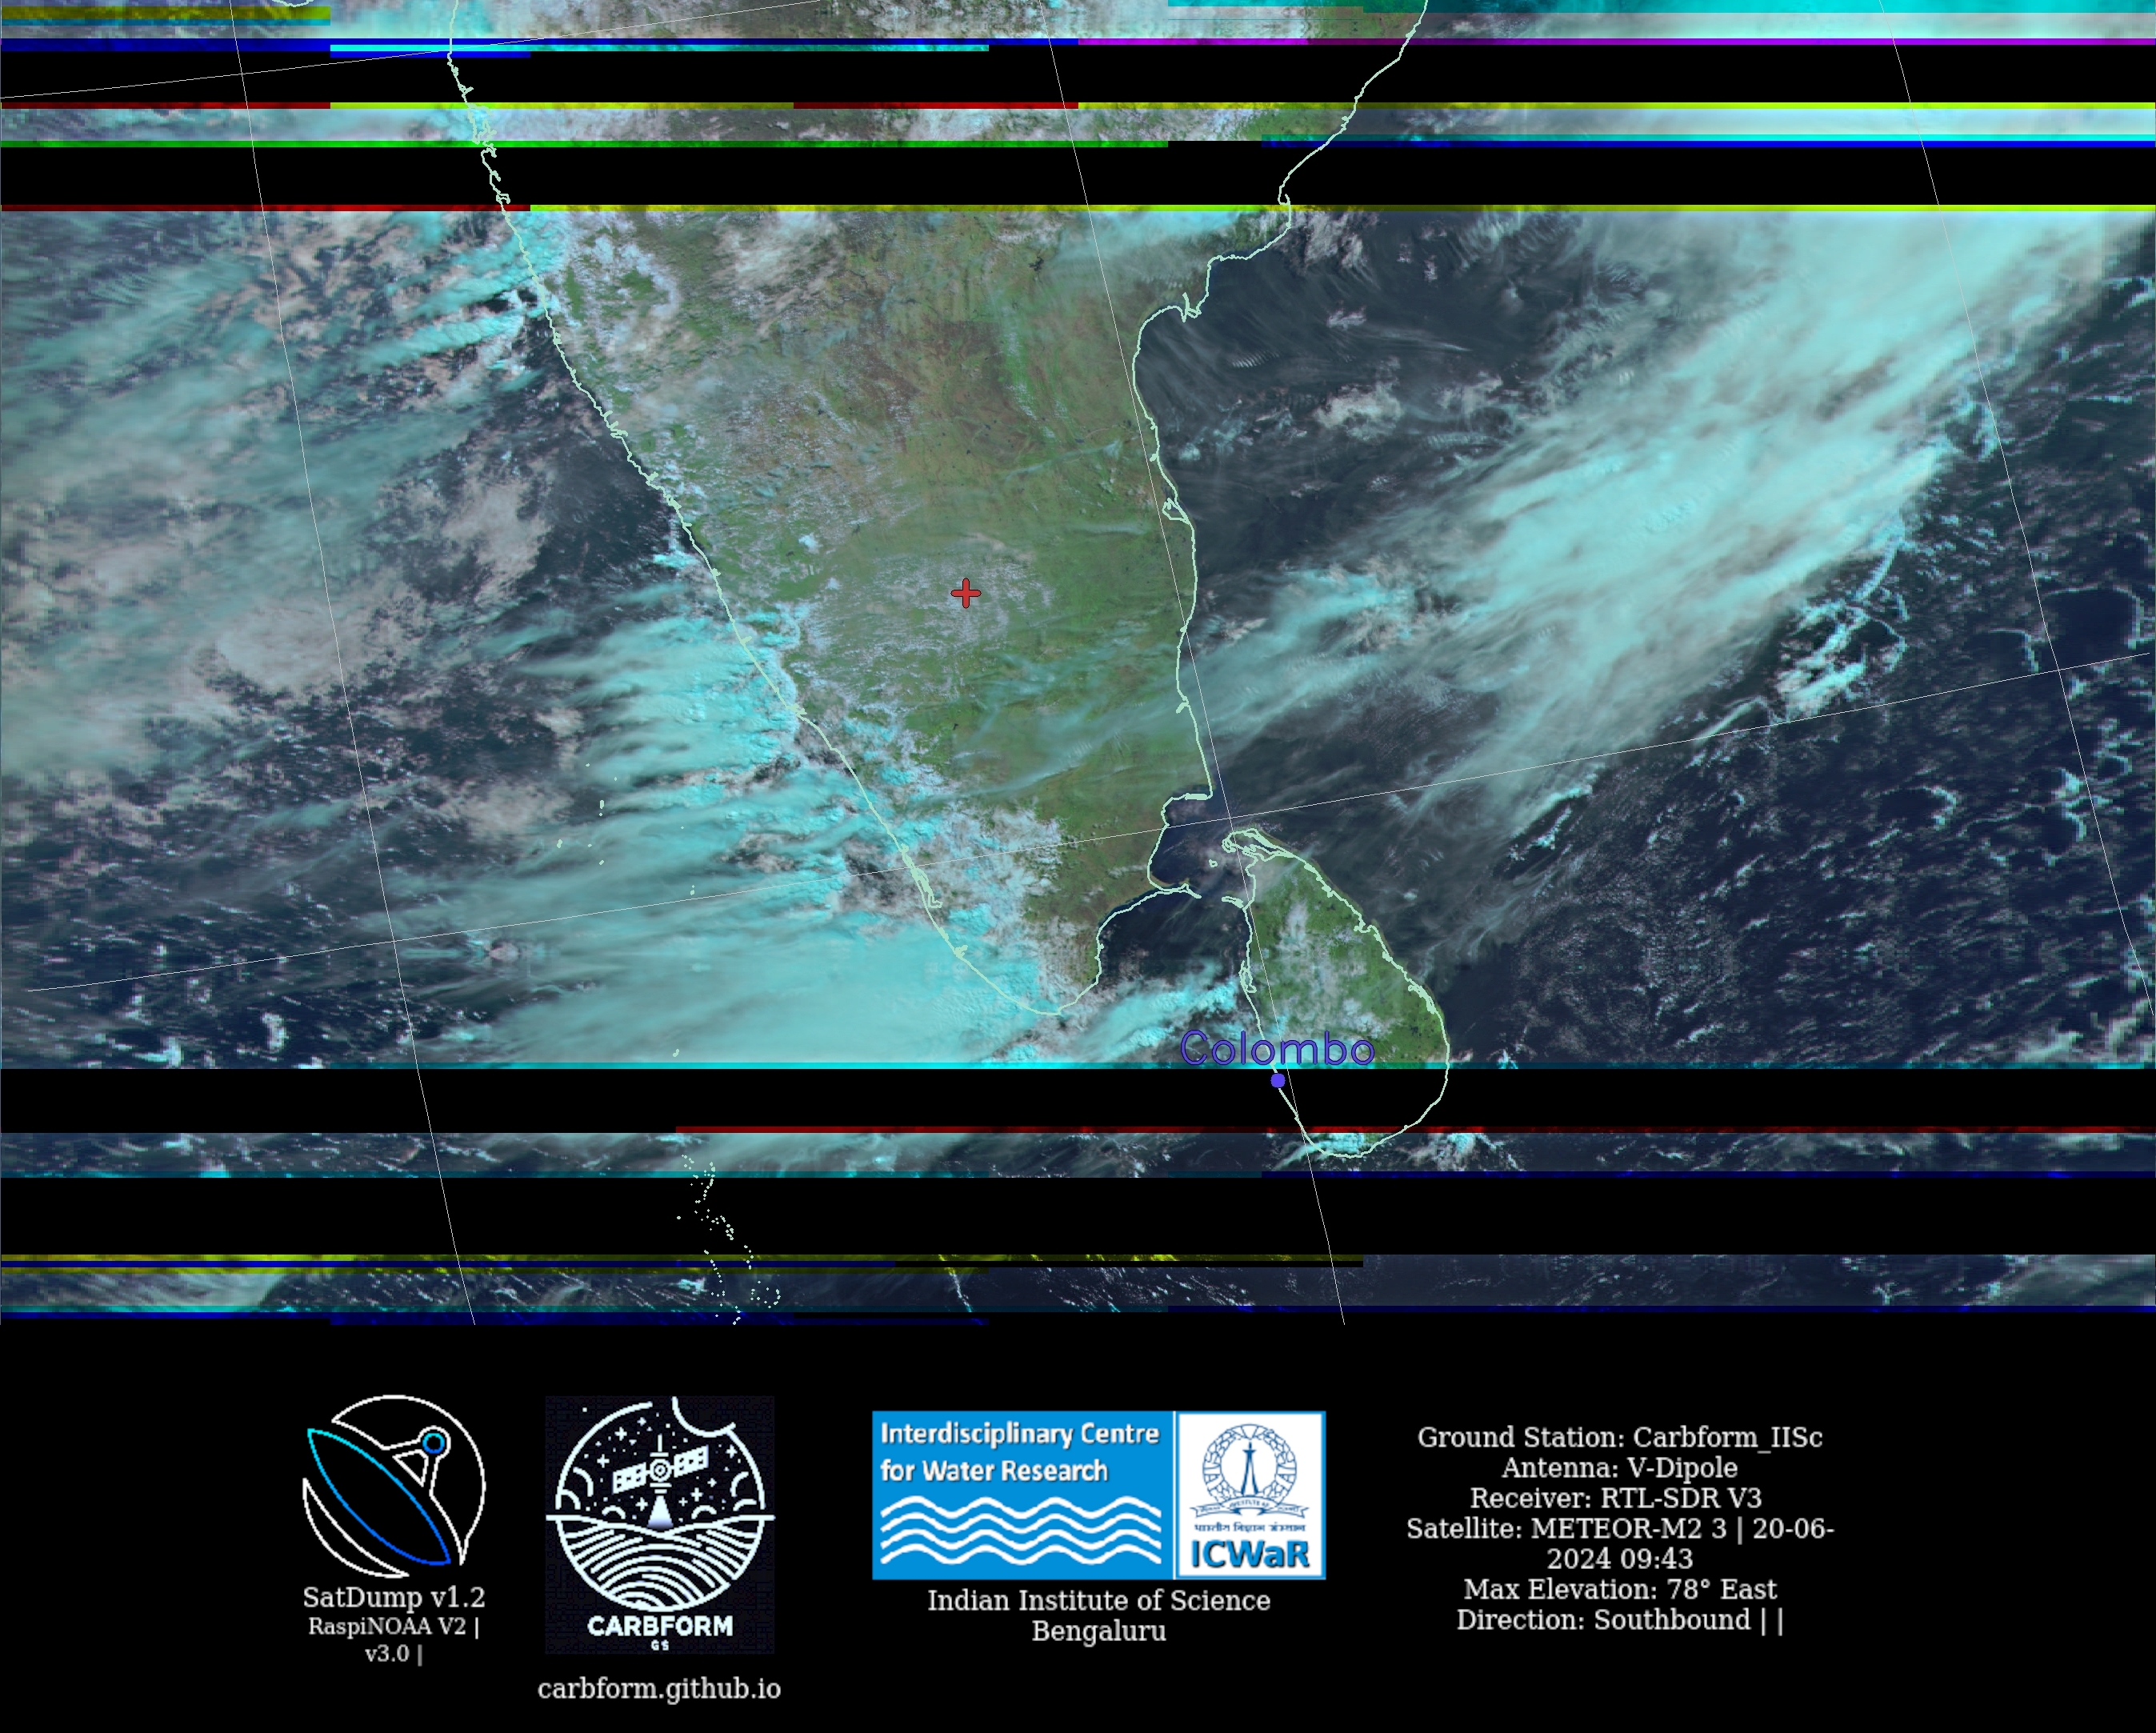 Colombo
SatDump v1.2
RaspiNOAA V2 |
v3.0 |
CARBFORM
GS
carbform.github.io
Interdisciplinary Centre
for Water Research
ICWaR
Indian Institute of Science
Bengaluru
Ground Station: Carbform_IISc
Antenna: V-Dipole
Receiver: RTL-SDR V3
Satellite: METEOR-M2 3 | 20-06-
2024 09:43
Max Elevation: 78° East
Direction: Southbound | |